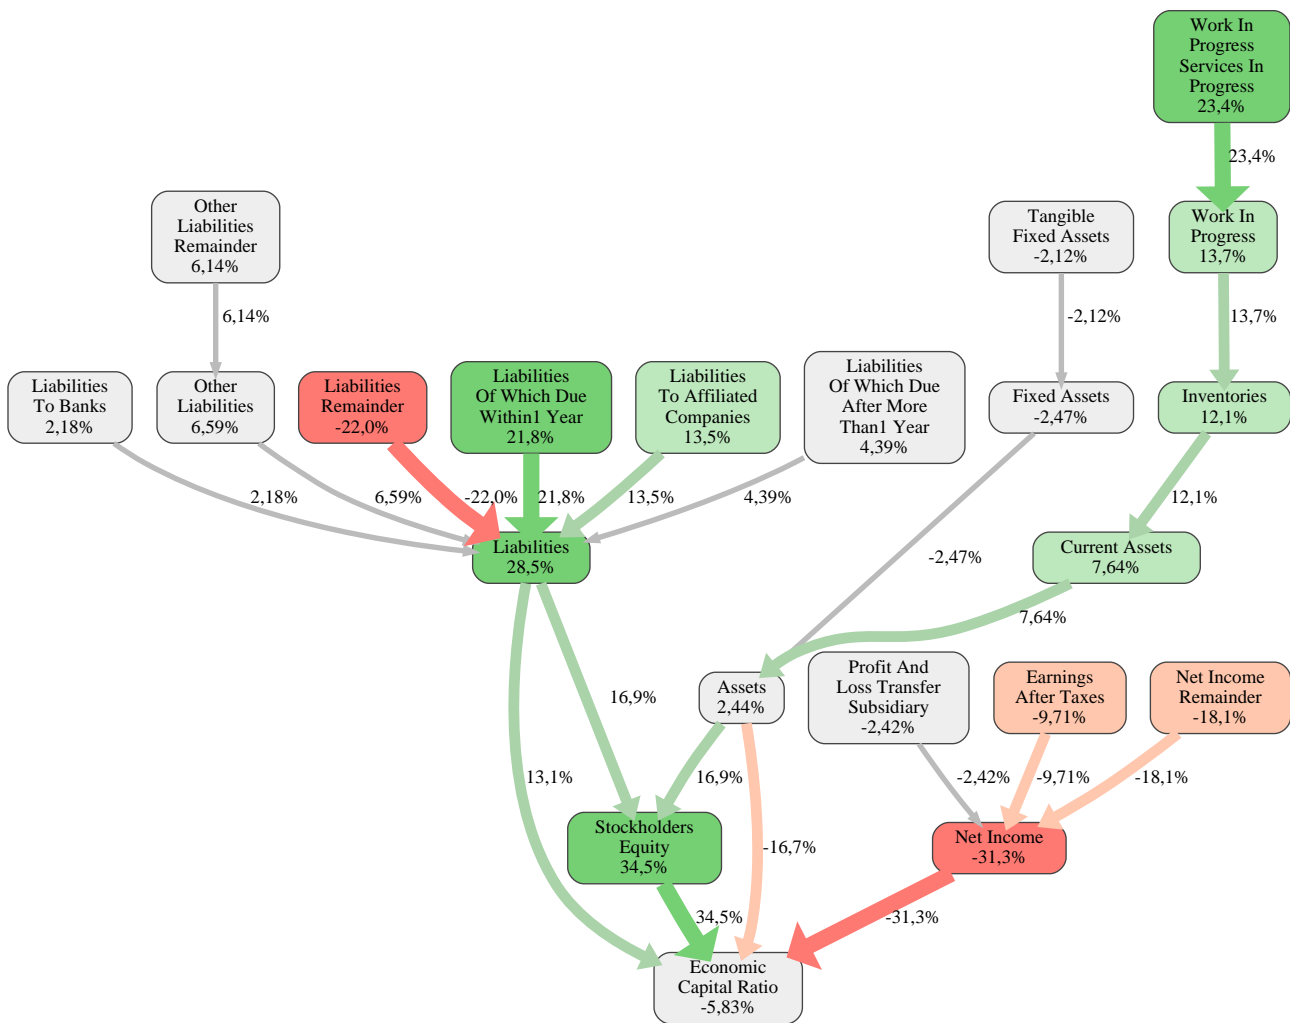 Work In
Progress
Services In
Progress
23,4%
23,4%
Other
Liabilities
Remainder
6,14%
Tangible
Fixed Assets
-2,12%
Work In
Progress
13,7%
6,14%
-2,12%
13,7%
Liabilities
To Banks
2,18%
Other
Liabilities
6,59%
Liabilities
Remainder
-22,0%
Liabilities
Of Which Due
Within1 Year
21,8%
Liabilities
To Affiliated
Companies
13,5%
Liabilities
Of Which Due
After More
Than1 Year
4,39%
Fixed Assets
-2,47%
Inventories
12,1%
2,18%
6,59%
-22,0%
21,8%
13,5%
4,39%
12,1%
Liabilities
28,5%
-2,47%
Current Assets
7,64%
7,64%
16,9%
Assets
2,44%
Profit And
Loss Transfer
Subsidiary
-2,42%
Earnings
After Taxes
-9,71%
Net Income
Remainder
-18,1%
13,1%
16,9%
-2,42%
-9,71%
-18,1%
Stockholders
Equity
34,5%
-16,7%
Net Income
-31,3%
34,5%
-31,3%
Economic
Capital Ratio
-5,83%